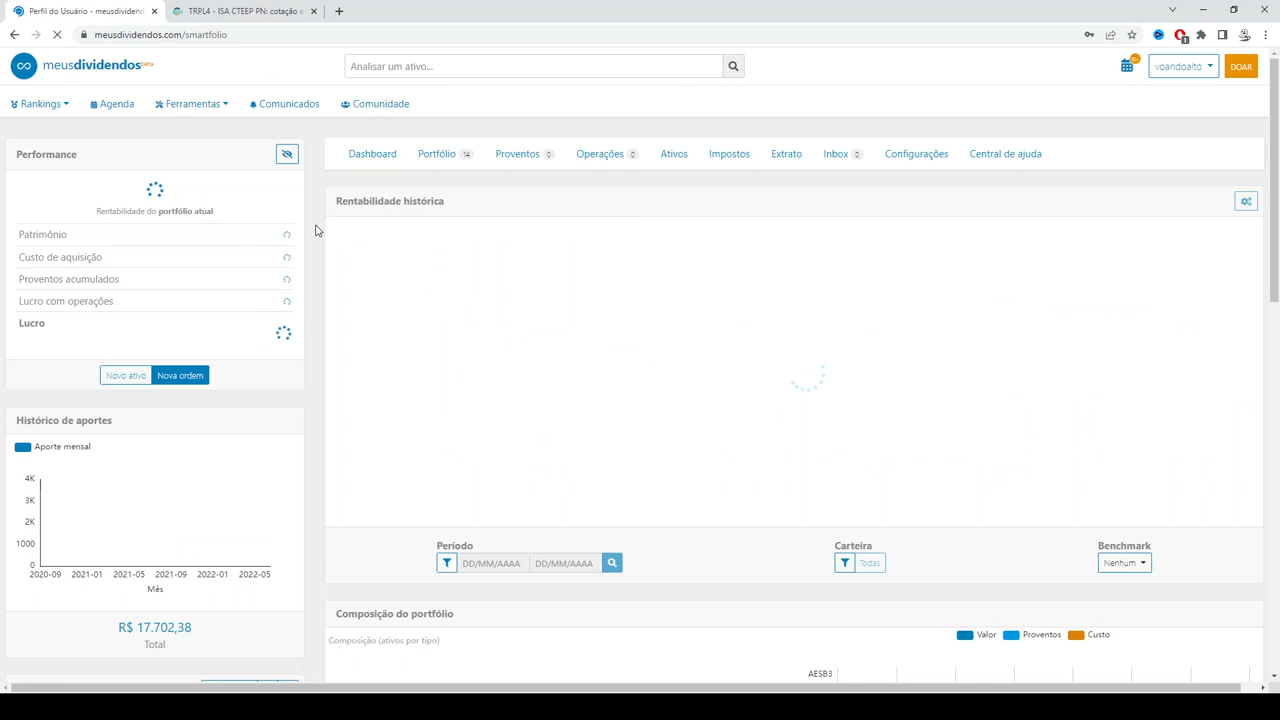 Perfil do Usuário - meusdividend
TRPL4 - ISA CTEEP PN: cotação e
meusdividendos.com/smartfolio
1
meusdividendos beta
Analisar um ativo...
voandoalto
DOAR
Rankings
Agenda
Ferramentas
Comunicados
Comunidade
Performance
Rentabilidade do portfólio atual
Patrimônio
Custo de aquisição
Proventos acumulados
Lucro com operações
Lucro
Novo ativo
Nova ordem
Histórico de aportes
Aporte mensal
4K
3K
2K
1000
0
2020-09 2021-01 2021-05 2021-09 2022-01 2022-05
Mês
R$ 17.702,38
Total
Dashboard
Portfólio 14
Proventos 0
Operações 0
Ativos
Impostos
Extrato
Inbox 0
Configurações
Central de ajuda
Rentabilidade histórica
Período
DD/MM/AAAA DD/MM/AAAA
Carteira
Todas
Benchmark
Nenhum
Composição do portfólio
Composição (ativos por tipo)
Valor Proventos Custo
AESB3